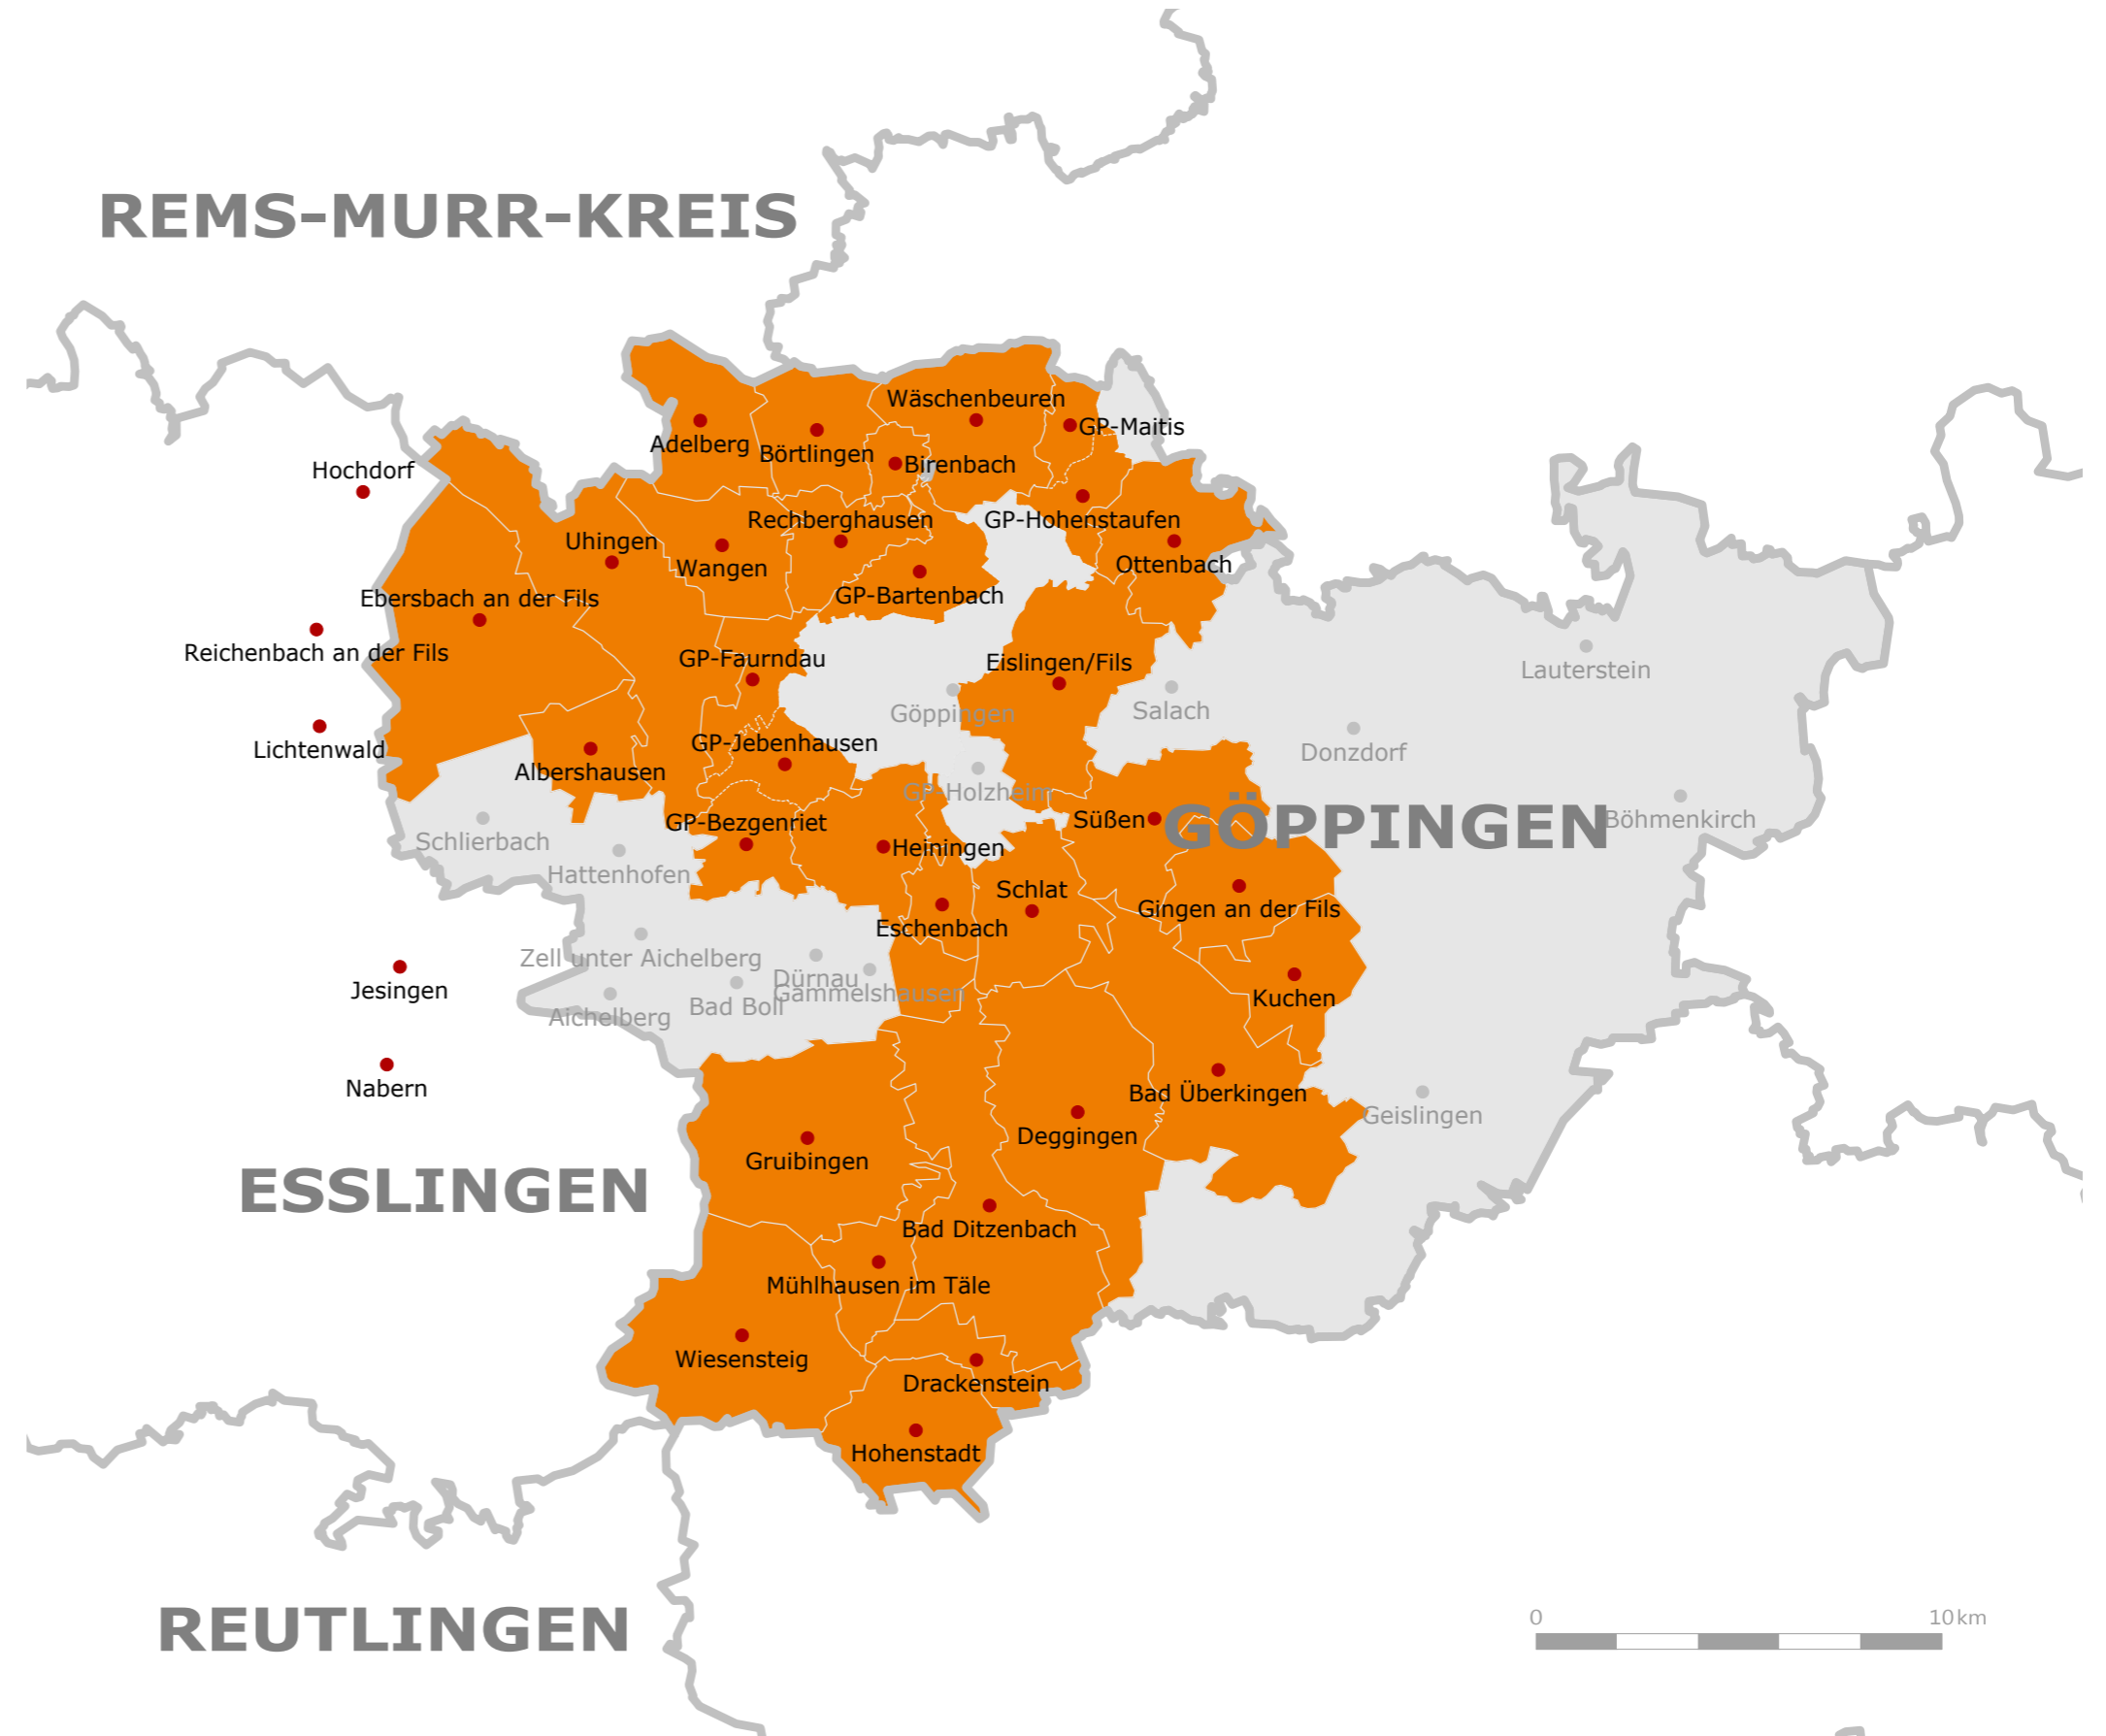 REMS-MURR-KREIS
Wäschenbeuren
GP-Maitis
Adelberg
Börtlingen
Birenbach
Hochdorf
Rechberghausen
GP-Hohenstaufen
Uhingen
Wangen
Ottenbach
Ebersbach an der Fils
GP-Bartenbach
Reichenbach an der Fils
GP-Faurndau
Eislingen/Fils
Lauterstein
Göppingen
Salach
Lichtenwald
GP-Jebenhausen
Donzdorf
Albershausen
GP-Holzheim
GP-Bezgenriet
Süßen
GÖPPINGEN
Böhmenkirch
Schlierbach
Heiningen
Hattenhofen
Schlat
Gingen an der Fils
Eschenbach
Zell unter Aichelberg
Dürnau
Jesingen
Gammelshausen
Bad Boll
Kuchen
Aichelberg
Nabern
Bad Überkingen
Geislingen
Deggingen
Gruibingen
ESSLINGEN
Bad Ditzenbach
Mühlhausen im Täle
Wiesensteig
Drackenstein
Hohenstadt
REUTLINGEN
0 10 km